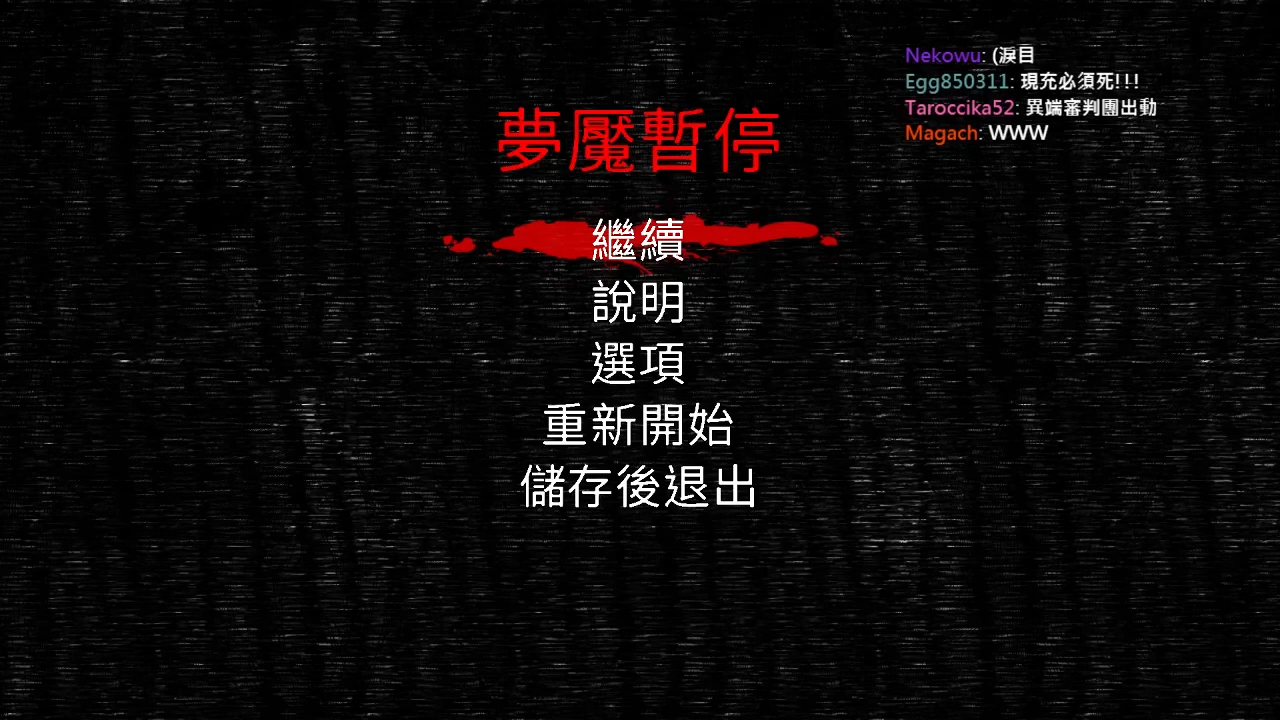 Nekowu: (淚目
Egg850311: 現充必須死!!!
Taroccika52: 異端審判團出動
Magach: WWW
夢魘暫停
繼續
說明
選項
重新開始
儲存後退出